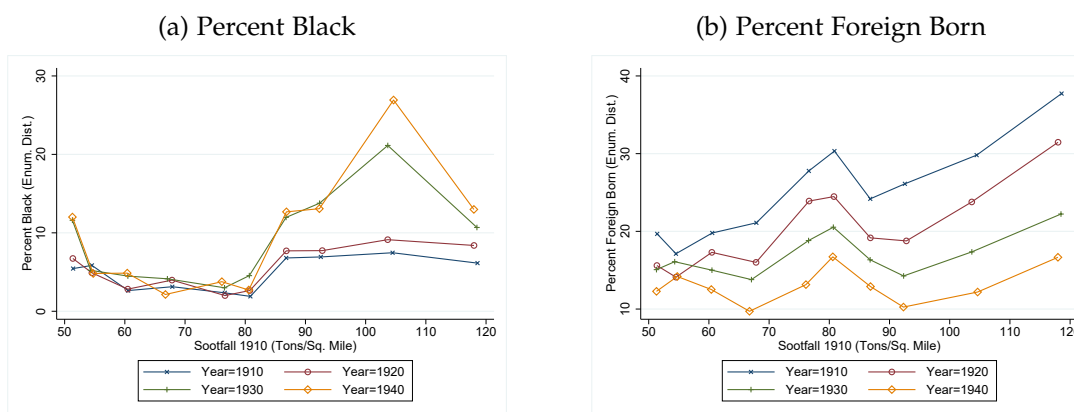 (a) Percent Black
Percent Black (Enum. Dist.)
30
20
10
0
50 60 70 80 90 100 110 120
Sootfall 1910 (Tons/Sq. Mile)
Year=1910 Year=1920
Year=1930 Year=1940
(b) Percent Foreign Born
Percent Foreign Born (Enum. Dist.)
40
30
20
10
50 60 70 80 90 100 110 120
Sootfall 1910 (Tons/Sq. Mile)
Year=1910 Year=1920
Year=1930 Year=1940